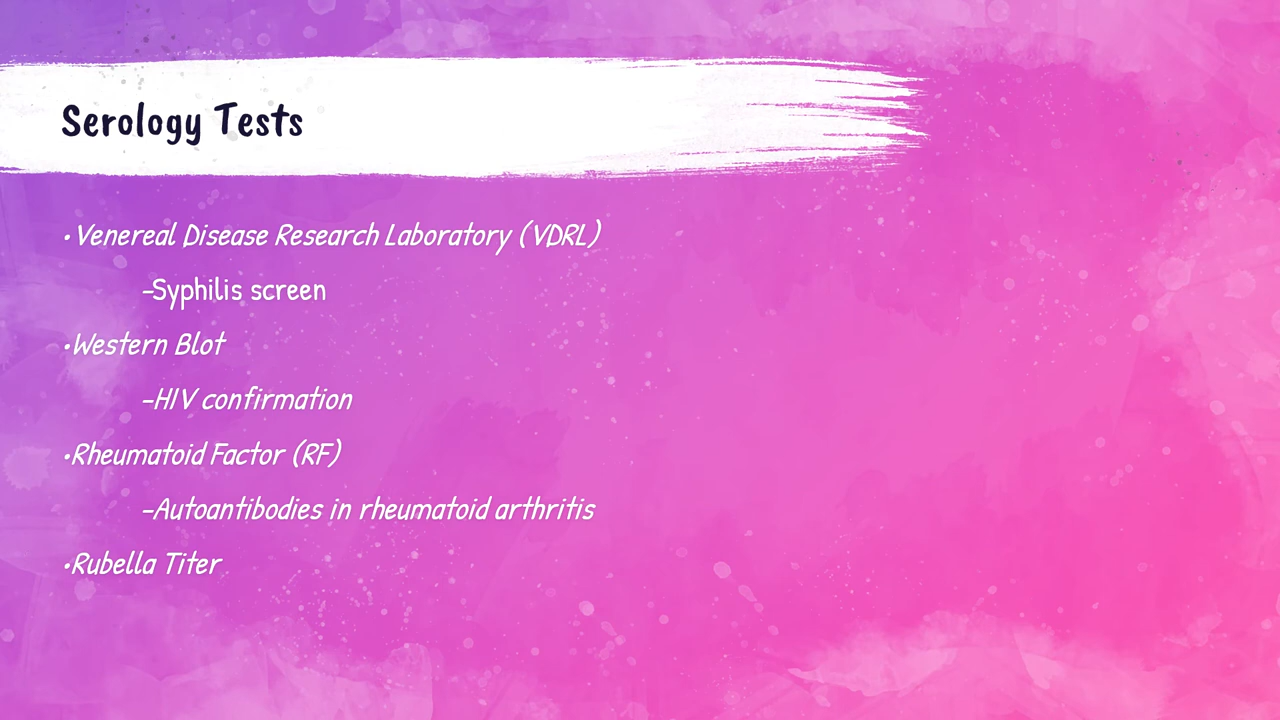 Serology Tests
•Venereal Disease Research Laboratory (VDRL)
–Syphilis screen
•Western Blot
–HIV confirmation
•Rheumatoid Factor (RF)
–Autoantibodies in rheumatoid arthritis
•Rubella Titer